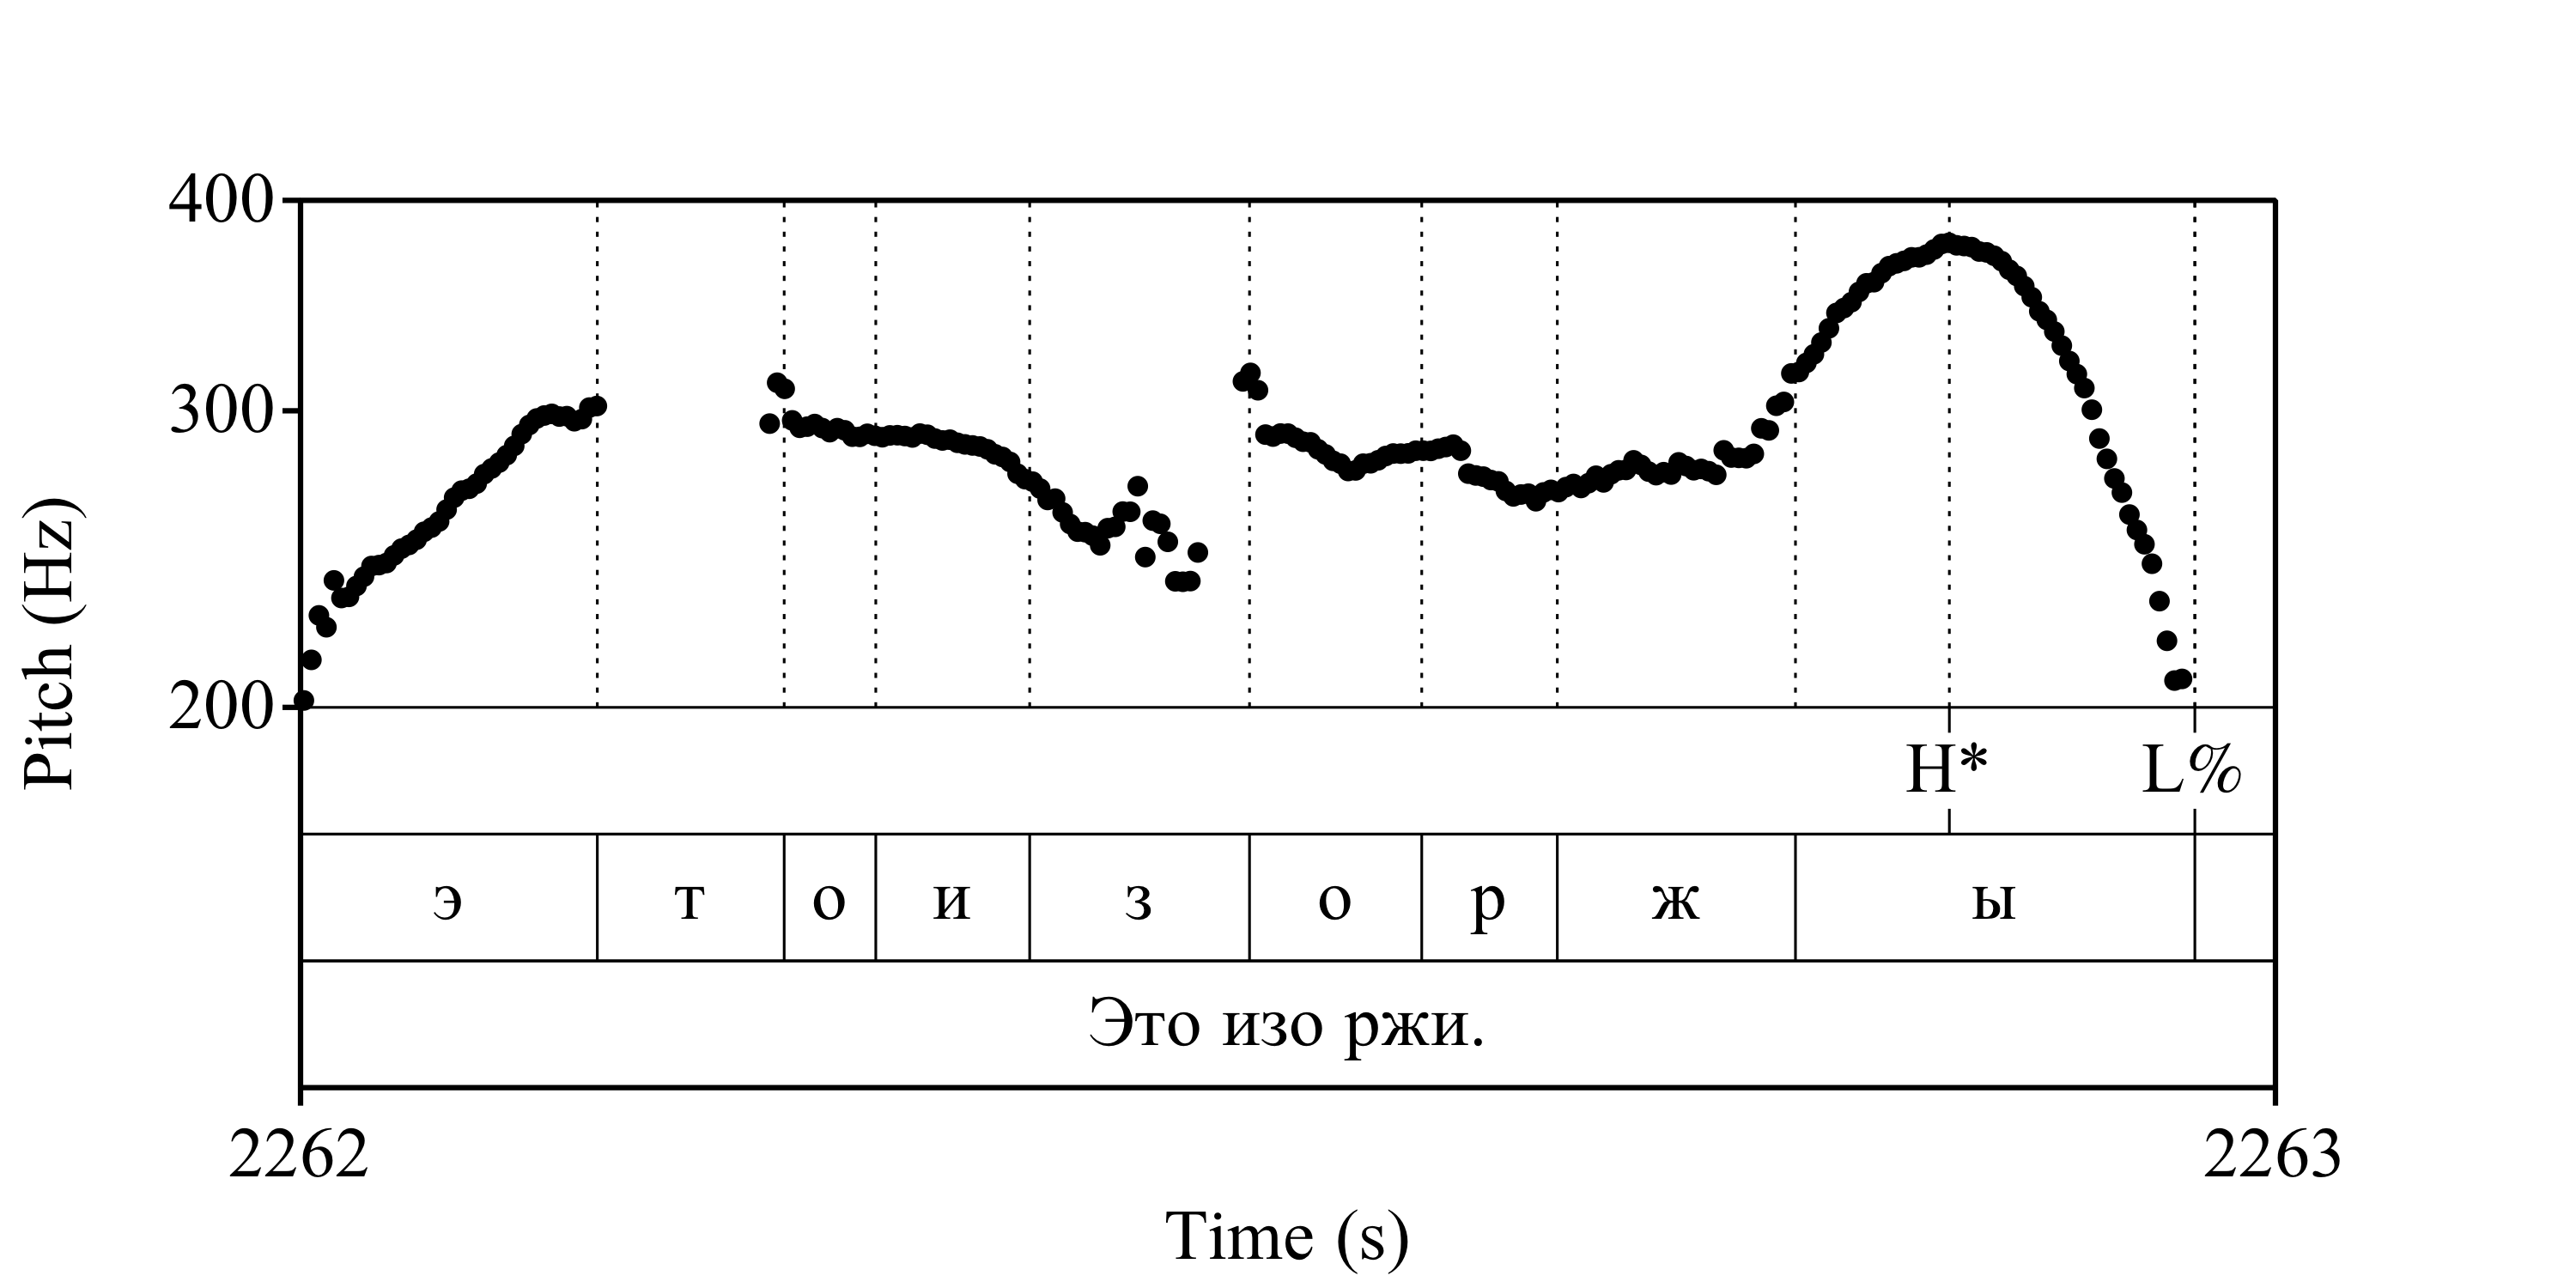 400
300
200
Pitch (Hz)
H* L%
э т о и з о р ж ы
Это изо ржи.
2262 2263
Time (s)